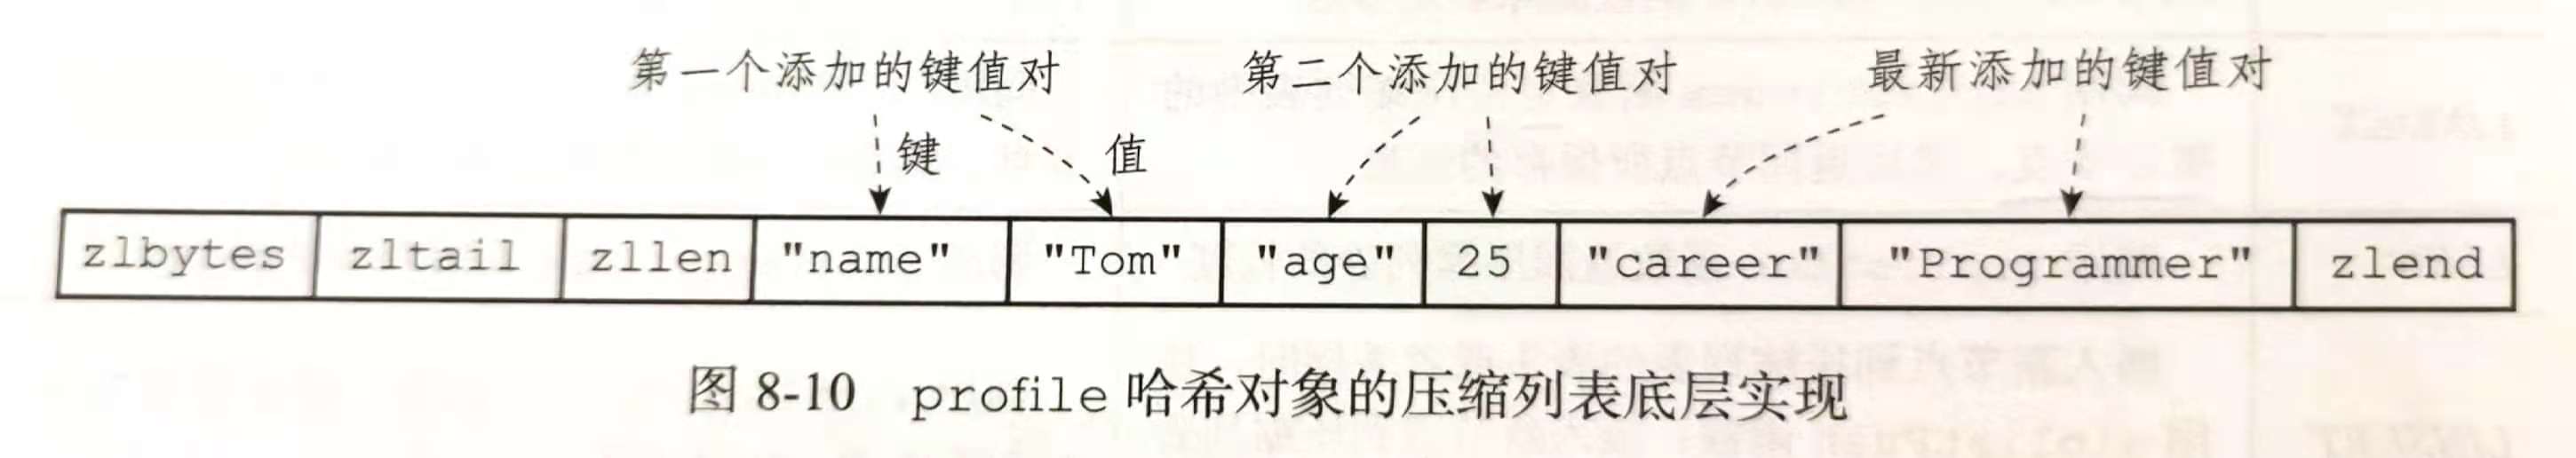 第一个添加的键值对 第二个添加的键值对 最新添加的键值对
键 值
zlbytes zltail zllen "name" "Tom" "age" 25 "career" "Programmer" zlend
图 8-10 profile 哈希对象的压缩列表底层实现